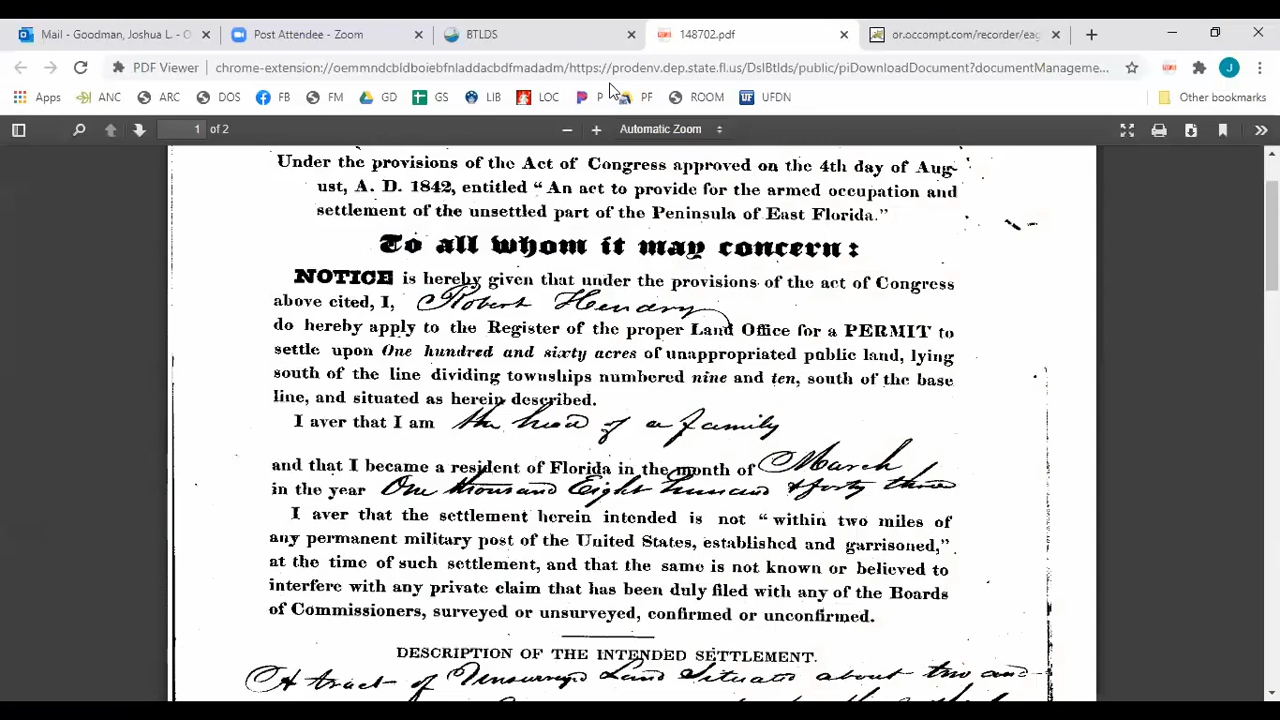 Mail - Goodman, Joshua L. - O
Post Attendee - Zoom
BTLDS
148702.pdf
or.occompt.com/recorder/eag
PDF Viewer
chrome-extension://oemmndcbldboiebfnladdacbdfmadadm/https://prodenv.dep.state.fl.us/DslBtlds/public/piDownloadDocument?documentManageme...
J
Apps ANC ARC DOS FB FM GD GS LIB LOC P PF ROOM UFDN Other bookmarks
1 of 2
Automatic Zoom
Under the provisions of the Act of Congress approved on the 4th day of Aug-
ust, A. D. 1842, entitled “An act to provide for the armed occupation and
settlement of the unsettled part of the Peninsula of East Florida.”
To all whom it may concern:
NOTICE is hereby given that under the provisions of the act of Congress
above cited, I, Robert Hendry
do hereby apply to the Register of the proper Land Office for a PERMIT to
settle upon One hundred and sixty acres of unappropriated public land, lying
south of the line dividing townships numbered nine and ten, south of the base
line, and situated as herein described.
I aver that I am the head of a family
and that I became a resident of Florida in the month of March
in the year One thousand Eight hundred & forty three
I aver that the settlement herein intended is not “within two miles of
any permanent military post of the United States, established and garrisoned,”
at the time of such settlement, and that the same is not known or believed to
interfere with any private claim that has been duly filed with any of the Boards
of Commissioners, surveyed or unsurveyed, confirmed or unconfirmed.
DESCRIPTION OF THE INTENDED SETTLEMENT.
A tract of Unsurveyed Land Situated about two and